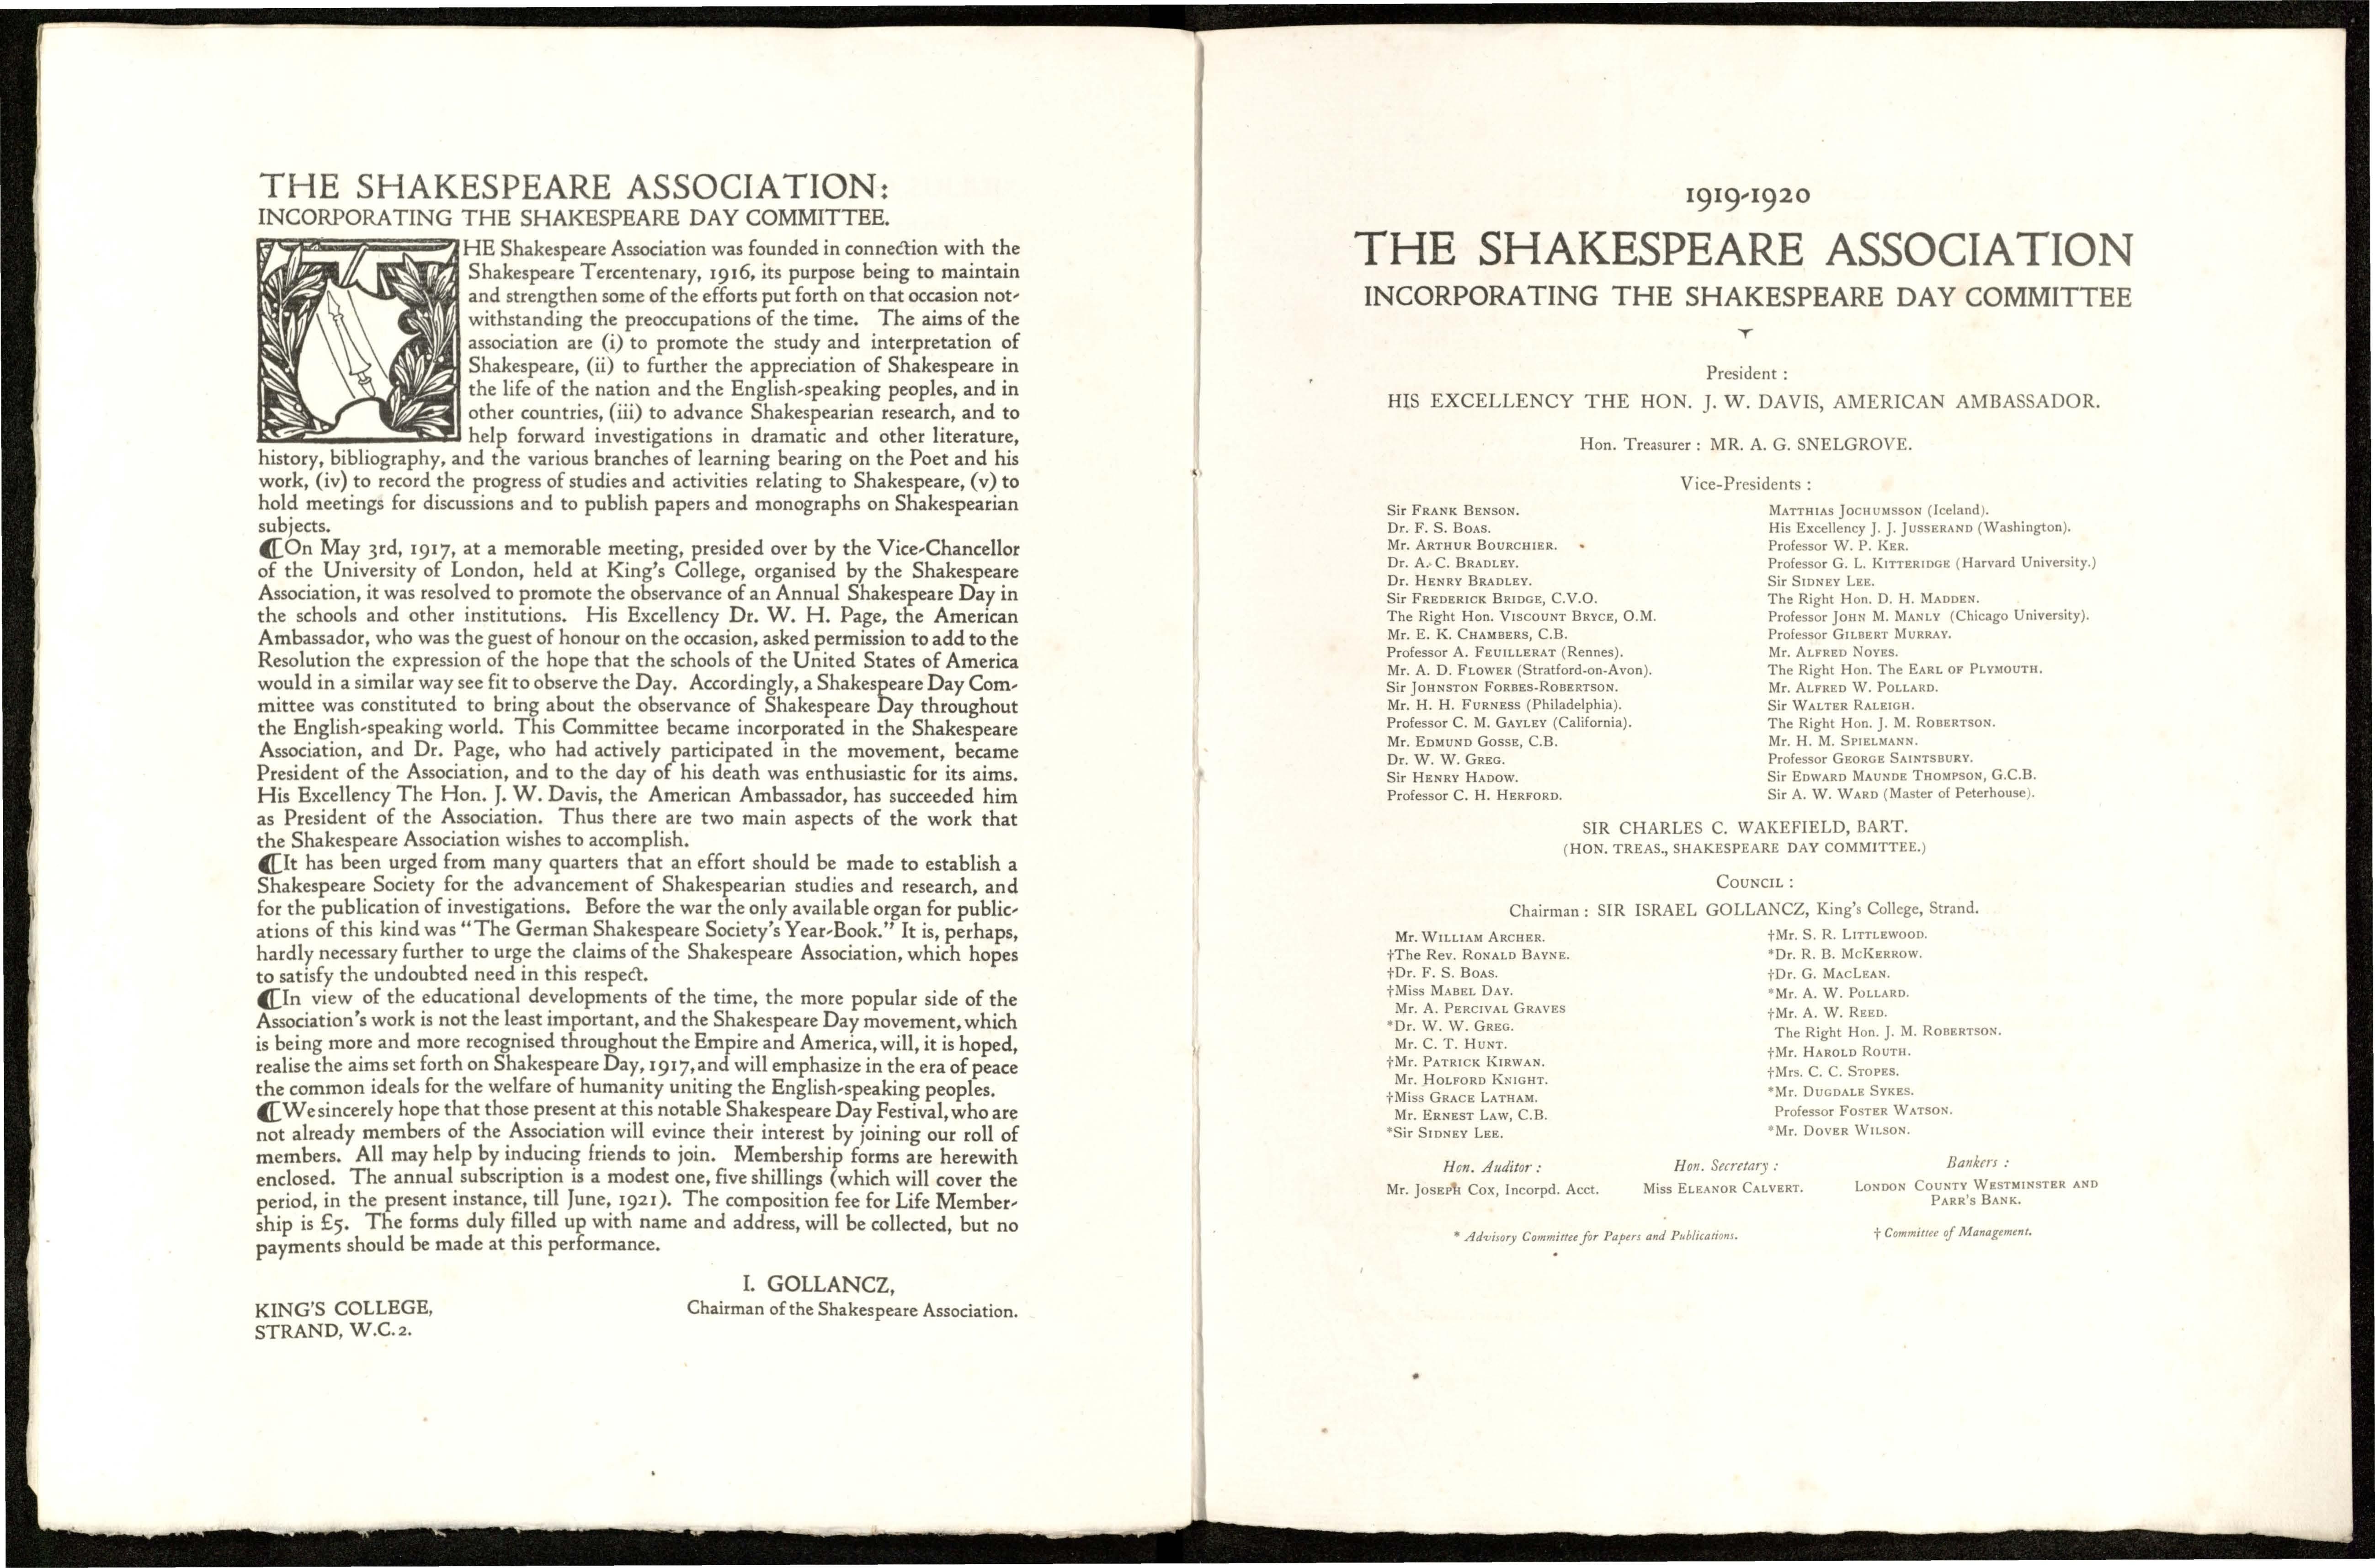 THE SHAKESPEARE ASSOCIATION:
INCORPORATING THE SHAKESPEARE DAY COMMITTEE.
THE Shakespeare Association was founded in connection with the
Shakespeare Tercentenary, 1916, its purpose being to maintain
and strengthen some of the efforts put forth on that occasion not-
withstanding the preoccupations of the time. The aims of the
association are (i) to promote the study and interpretation of
Shakespeare, (ii) to further the appreciation of Shakespeare in
the life of the nation and the English-speaking peoples, and in
other countries, (iii) to advance Shakespearian research, and to
help forward investigations in dramatic and other literature,
history, bibliography, and the various branches of learning bearing on the Poet and his
work, (iv) to record the progress of studies and activities relating to Shakespeare, (v) to
hold meetings for discussions and to publish papers and monographs on Shakespearian
subjects.
¶On May 3rd, 1917, at a memorable meeting, presided over by the Vice-Chancellor
of the University of London, held at King's College, organised by the Shakespeare
Association, it was resolved to promote the observance of an Annual Shakespeare Day in
the schools and other institutions. His Excellency Dr. W. H. Page, the American
Ambassador, who was the guest of honour on the occasion, asked permission to add to the
Resolution the expression of the hope that the schools of the United States of America
would in a similar way see fit to observe the Day. Accordingly, a Shakespeare Day Com-
mittee was constituted to bring about the observance of Shakespeare Day throughout
the English-speaking world. This Committee became incorporated in the Shakespeare
Association, and Dr. Page, who had actively participated in the movement, became
President of the Association, and to the day of his death was enthusiastic for its aims.
His Excellency The Hon. J. W. Davis, the American Ambassador, has succeeded him
as President of the Association. Thus there are two main aspects of the work that
the Shakespeare Association wishes to accomplish.
¶It has been urged from many quarters that an effort should be made to establish a
Shakespeare Society for the advancement of Shakespearian studies and research, and
for the publication of investigations. Before the war the only available organ for public-
ations of this kind was "The German Shakespeare Society's Year-Book." It is, perhaps,
hardly necessary further to urge the claims of the Shakespeare Association, which hopes
to satisfy the undoubted need in this respect.
¶In view of the educational developments of the time, the more popular side of the
Association's work is not the least important, and the Shakespeare Day movement, which
is being more and more recognised throughout the Empire and America, will, it is hoped,
realise the aims set forth on Shakespeare Day, 1917, and will emphasize in the era of peace
the common ideals for the welfare of humanity uniting the English-speaking peoples.
¶We sincerely hope that those present at this notable Shakespeare Day Festival, who are
not already members of the Association will evince their interest by joining our roll of
members. All may help by inducing friends to join. Membership forms are herewith
enclosed. The annual subscription is a modest one, five shillings (which will cover the
period, in the present instance, till June, 1921). The composition fee for Life Member-
ship is £5. The forms duly filled up with name and address, will be collected, but no
payments should be made at this performance.
I. GOLLANCZ,
Chairman of the Shakespeare Association.
KING'S COLLEGE,
STRAND, W.C.2.
1919-1920
THE SHAKESPEARE ASSOCIATION
INCORPORATING THE SHAKESPEARE DAY COMMITTEE
President :
HIS EXCELLENCY THE HON. J. W. DAVIS, AMERICAN AMBASSADOR.
Hon. Treasurer : MR. A. G. SNELGROVE.
Vice-Presidents :
Sir FRANK BENSON.
Dr. F. S. BOAS.
Mr. ARTHUR BOURCHIER.
Dr. A. C. BRADLEY.
Dr. HENRY BRADLEY.
Sir FREDERICK BRIDGE, C.V.O.
The Right Hon. VISCOUNT BRYCE, O.M.
Mr. E. K. CHAMBERS, C.B.
Professor A. FEUILLERAT (Rennes).
Mr. A. D. FLOWER (Stratford-on-Avon).
Sir JOHNSTON FORBES-ROBERTSON.
Mr. H. H. FURNESS (Philadelphia).
Professor C. M. GAYLEY (California).
Mr. EDMUND GOSSE, C.B.
Dr. W. W. GREG.
Sir HENRY HADOW.
Professor C. H. HERFORD.
MATTHIAS JOCHUMSSON (Iceland).
His Excellency J. J. JUSSERAND (Washington).
Professor W. P. KER.
Professor G. L. KITTERIDGE (Harvard University.)
Sir SIDNEY LEE.
The Right Hon. D. H. MADDEN.
Professor JOHN M. MANLY (Chicago University).
Professor GILBERT MURRAY.
Mr. ALFRED NOYES.
The Right Hon. The EARL OF PLYMOUTH.
Mr. ALFRED W. POLLARD.
Sir WALTER RALEIGH.
The Right Hon. J. M. ROBERTSON.
Mr. H. M. SPIELMANN.
Professor GEORGE SAINTSBURY.
Sir EDWARD MAUNDE THOMPSON, G.C.B.
Sir A. W. WARD (Master of Peterhouse).
SIR CHARLES C. WAKEFIELD, BART.
(HON. TREAS., SHAKESPEARE DAY COMMITTEE.)
COUNCIL :
Chairman : SIR ISRAEL GOLLANCZ, King's College, Strand.
Mr. WILLIAM ARCHER.
†The Rev. RONALD BAYNE.
†Dr. F. S. BOAS.
†Miss MABEL DAY.
Mr. A. PERCIVAL GRAVES
*Dr. W. W. GREG.
Mr. C. T. HUNT.
†Mr. PATRICK KIRWAN.
Mr. HOLFORD KNIGHT.
†Miss GRACE LATHAM.
Mr. ERNEST LAW, C.B.
*Sir SIDNEY LEE.
†Mr. S. R. LITTLEWOOD.
*Dr. R. B. MCKERROW.
†Dr. G. MACLEAN.
*Mr. A. W. POLLARD.
†Mr. A. W. REED.
The Right Hon. J. M. ROBERTSON.
†Mr. HAROLD ROUTH.
†Mrs. C. C. STOPES.
*Mr. DUGDALE SYKES.
Professor FOSTER WATSON.
*Mr. DOVER WILSON.
Hon. Auditor :
Mr. JOSEPH COX, Incorpd. Acct.
Hon. Secretary :
Miss ELEANOR CALVERT.
Bankers :
LONDON COUNTY WESTMINSTER AND
PARR'S BANK.
* Advisory Committee for Papers and Publications.
† Committee of Management.